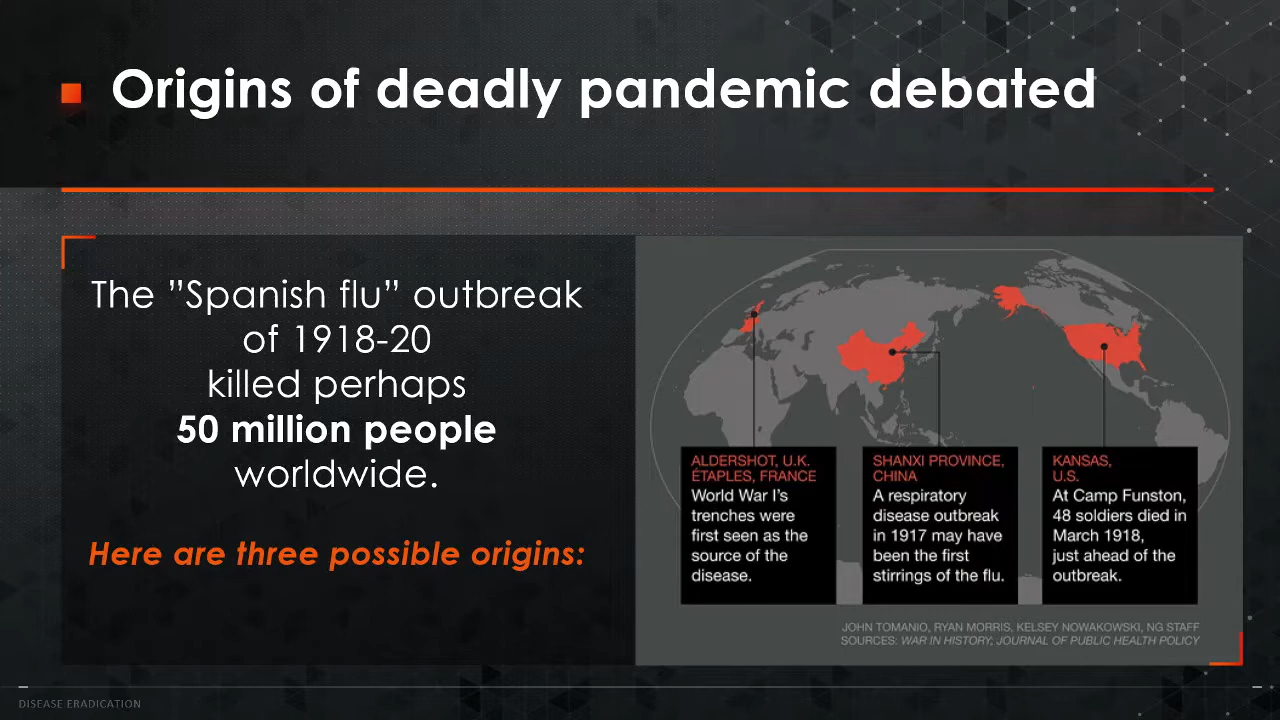 Origins of deadly pandemic debated
The ”Spanish flu” outbreak
of 1918-20
killed perhaps
50 million people
worldwide.
Here are three possible origins:
ALDERSHOT, U.K.
ÉTAPLES, FRANCE
World War I’s
trenches were
first seen as the
source of the
disease.
SHANXI PROVINCE,
CHINA
A respiratory
disease outbreak
in 1917 may have
been the first
stirrings of the flu.
KANSAS,
U.S.
At Camp Funston,
48 soldiers died in
March 1918,
just ahead of the
outbreak.
JOHN TOMANIO, RYAN MORRIS, KELSEY NOWAKOWSKI, NG STAFF
SOURCES: WAR IN HISTORY; JOURNAL OF PUBLIC HEALTH POLICY
DISEASE ERADICATION